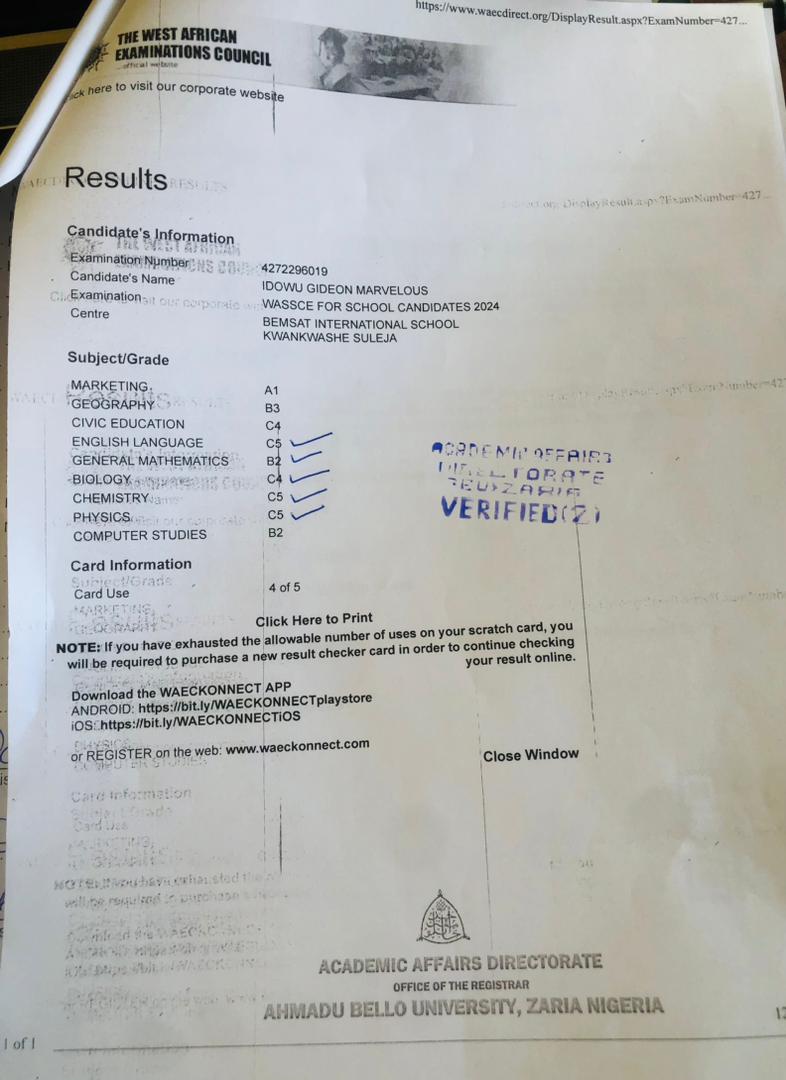 https://www.waecdirect.org/DisplayResult.aspx?ExamNumber=427...
THE WEST AFRICAN
EXAMINATIONS COUNCIL
...official website
here to visit our corporate website
Results
Candidate's Information
Examination Number 4272296019
Candidate's Name IDOWU GIDEON MARVELOUS
Examination WASSCE FOR SCHOOL CANDIDATES 2024
Centre BEMSAT INTERNATIONAL SCHOOL
KWANKWASHE SULEJA
Subject/Grade
MARKETING A1
GEOGRAPHY B3
CIVIC EDUCATION C4
ENGLISH LANGUAGE C5
GENERAL MATHEMATICS B2
BIOLOGY C4
CHEMISTRY C5
PHYSICS C5
COMPUTER STUDIES B2
ACADEMIC AFFAIRS
DIRECTORATE
ZARIA
VERIFIED(2)
Card Information
Card Use 4 of 5
Click Here to Print
NOTE: If you have exhausted the allowable number of uses on your scratch card, you
will be required to purchase a new result checker card in order to continue checking
your result online.
Download the WAECKONNECT APP
ANDROID: https://bit.ly/WAECKONNECTplaystore
iOS: https://bit.ly/WAECKONNECTiOS
or REGISTER on the web: www.waeckonnect.com
Close Window
ACADEMIC AFFAIRS DIRECTORATE
OFFICE OF THE REGISTRAR
AHMADU BELLO UNIVERSITY, ZARIA NIGERIA
1 of 1